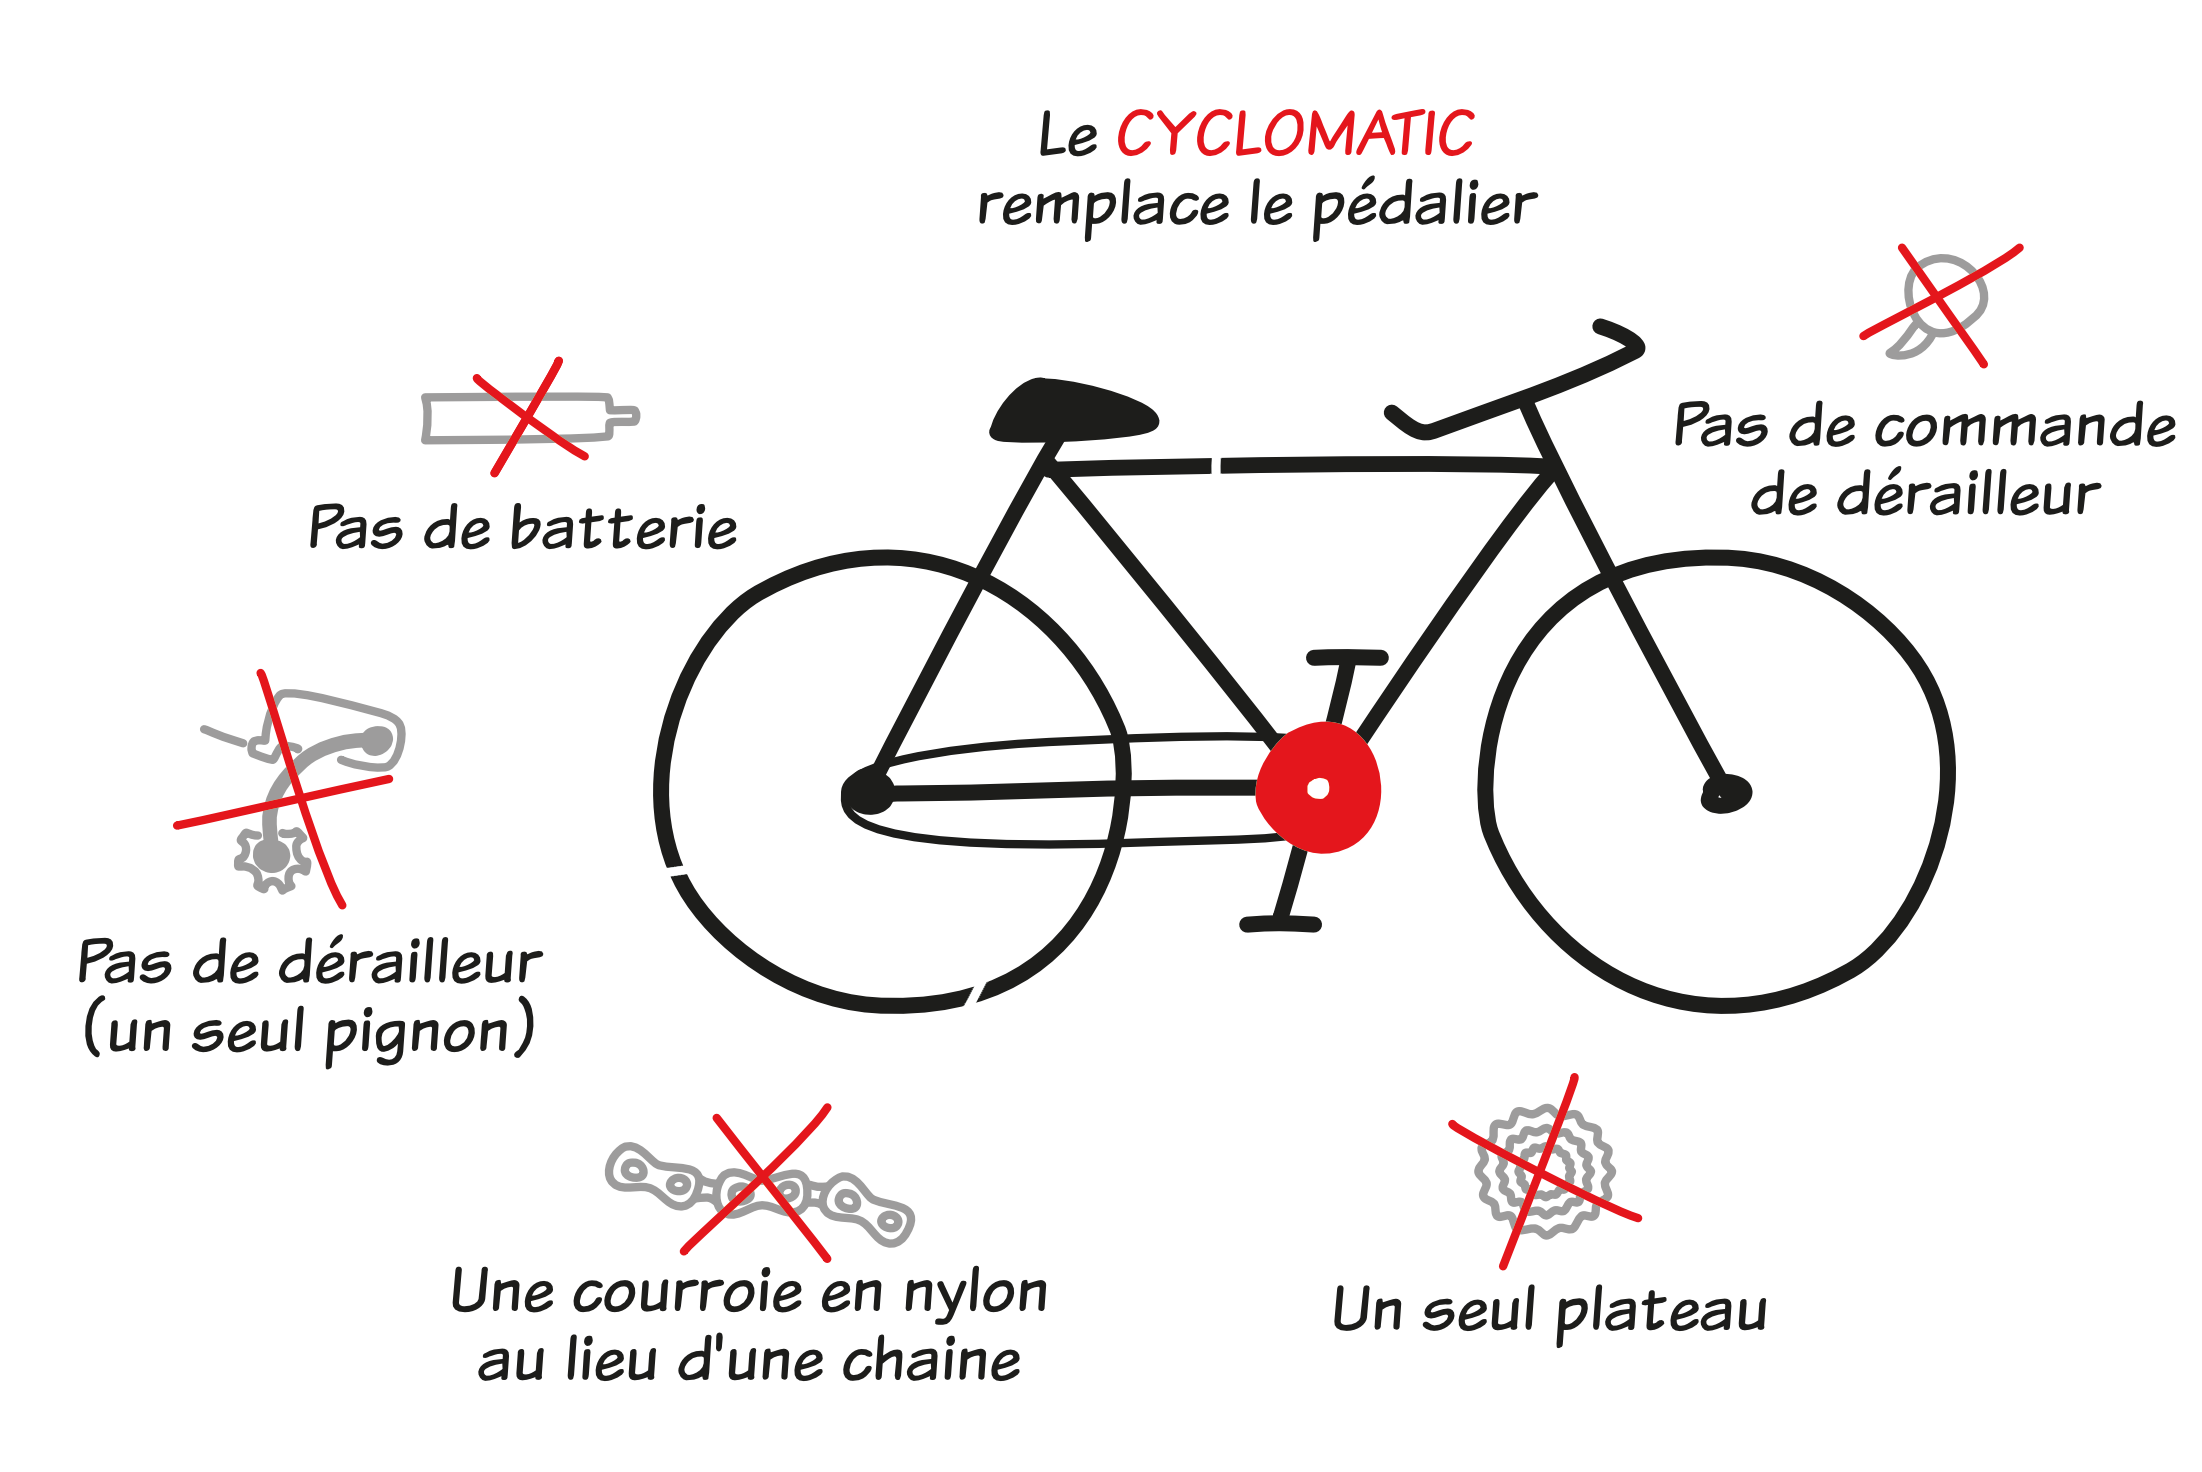 Le CYCLOMATIC
remplace le pédalier
Pas de commande
de dérailleur
Pas de batterie
Pas de dérailleur
(un seul pignon)
Une courroie en nylon
au lieu d'une chaine
Un seul plateau